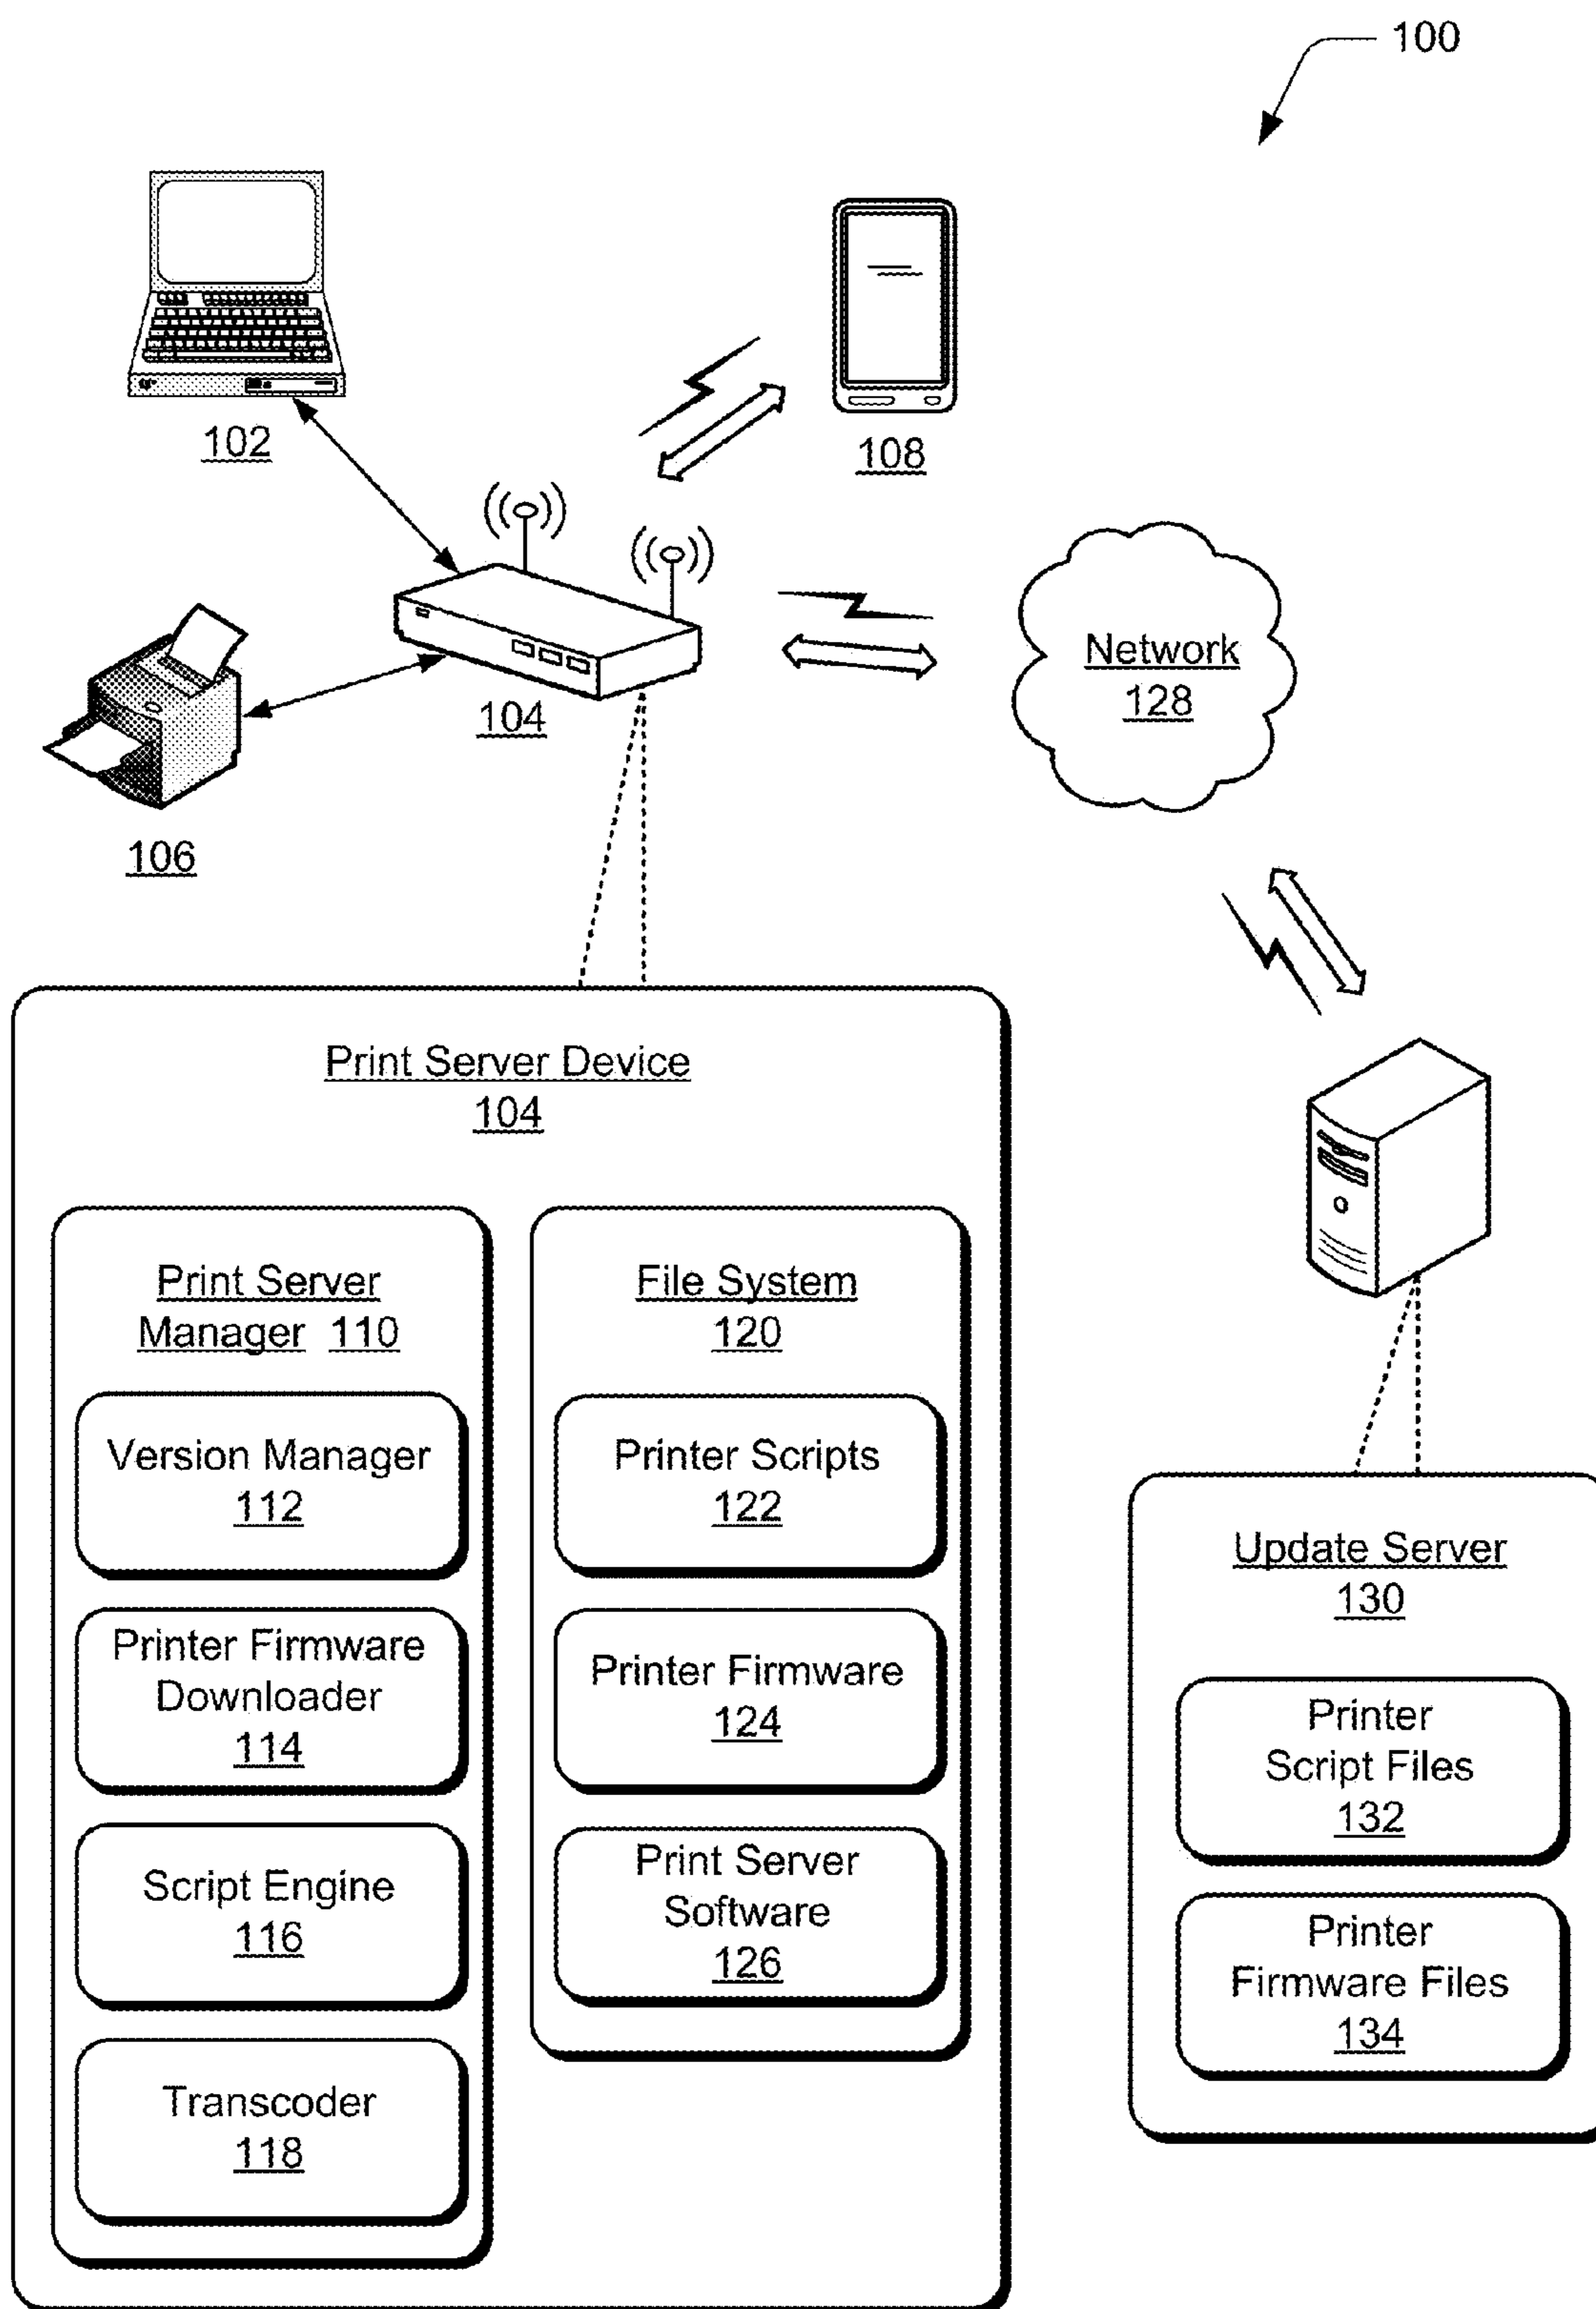 100
102
108
104
106
Network
128
Print Server Device
104
Print Server
Manager 110
Version Manager
112
Printer Firmware
Downloader
114
Script Engine
116
Transcoder
118
File System
120
Printer Scripts
122
Printer Firmware
124
Print Server
Software
126
Update Server
130
Printer
Script Files
132
Printer
Firmware Files
134